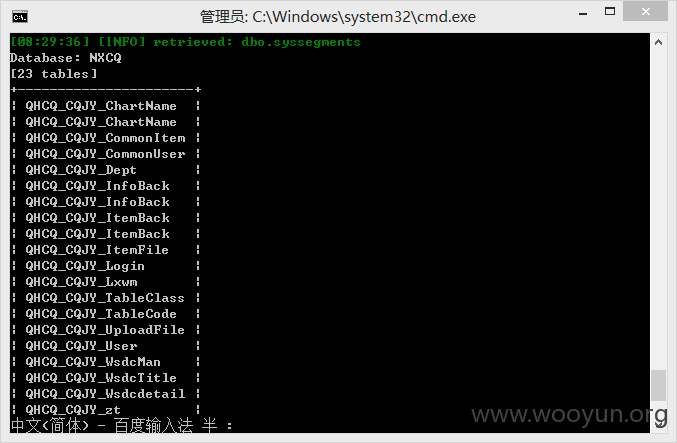 管理员: C:\Windows\system32\cmd.exe
[08:29:36] [INFO] retrieved: dbo.syssegments
Database: NXCQ
[23 tables]
+----------------------+
| QHCQ_CQJY_ChartName  |
| QHCQ_CQJY_ChartName  |
| QHCQ_CQJY_CommonItem |
| QHCQ_CQJY_CommonUser |
| QHCQ_CQJY_Dept       |
| QHCQ_CQJY_InfoBack   |
| QHCQ_CQJY_InfoBack   |
| QHCQ_CQJY_ItemBack   |
| QHCQ_CQJY_ItemBack   |
| QHCQ_CQJY_ItemFile   |
| QHCQ_CQJY_Login      |
| QHCQ_CQJY_Lxwm       |
| QHCQ_CQJY_TableClass |
| QHCQ_CQJY_TableCode  |
| QHCQ_CQJY_UploadFile |
| QHCQ_CQJY_User       |
| QHCQ_CQJY_WsdcMan    |
| QHCQ_CQJY_WsdcTitle  |
| QHCQ_CQJY_Wsdcdetail |
| QHCQ_CQJY_zt         |
中文(简体) - 百度输入法 半 :
www.wooyun.org